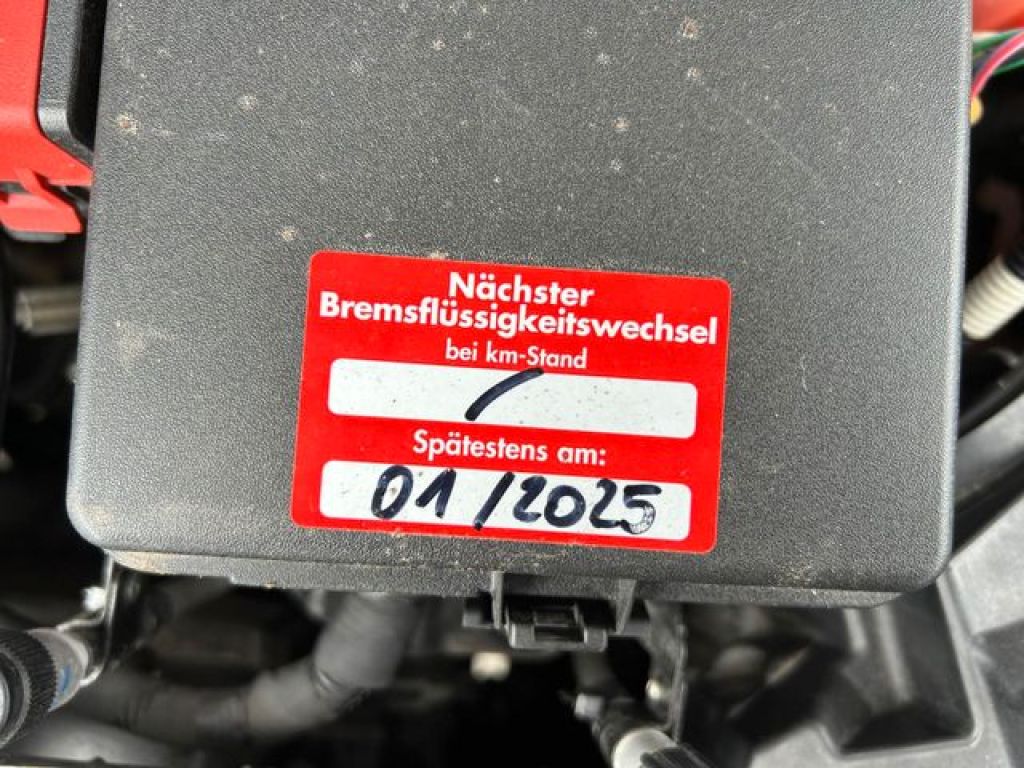 Nächster
Bremsflüssigkeitswechsel
bei km-Stand
/
Spätestens am:
01/2025